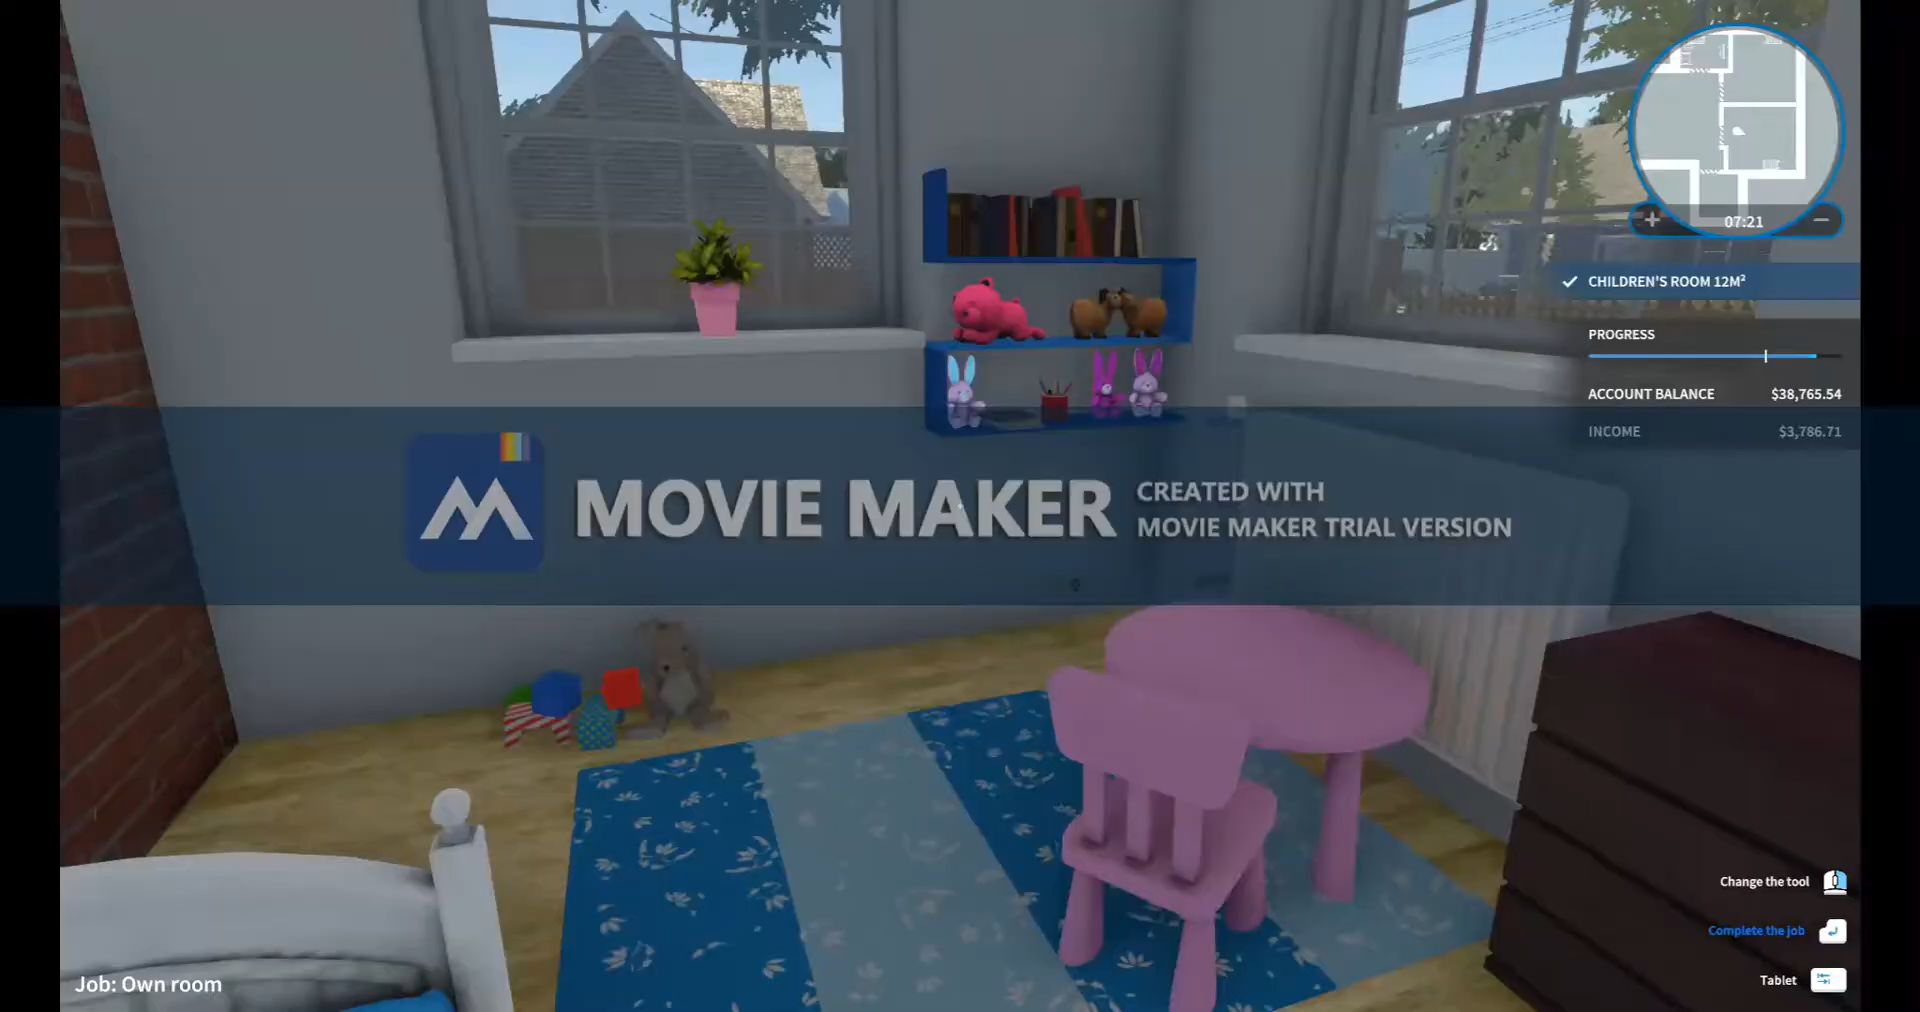 07:21
CHILDREN'S ROOM 12M²
PROGRESS
ACCOUNT BALANCE $38,765.54
INCOME $3,786.71
MOVIE MAKER
CREATED WITH
MOVIE MAKER TRIAL VERSION
Change the tool
Complete the job
Tablet
Job: Own room